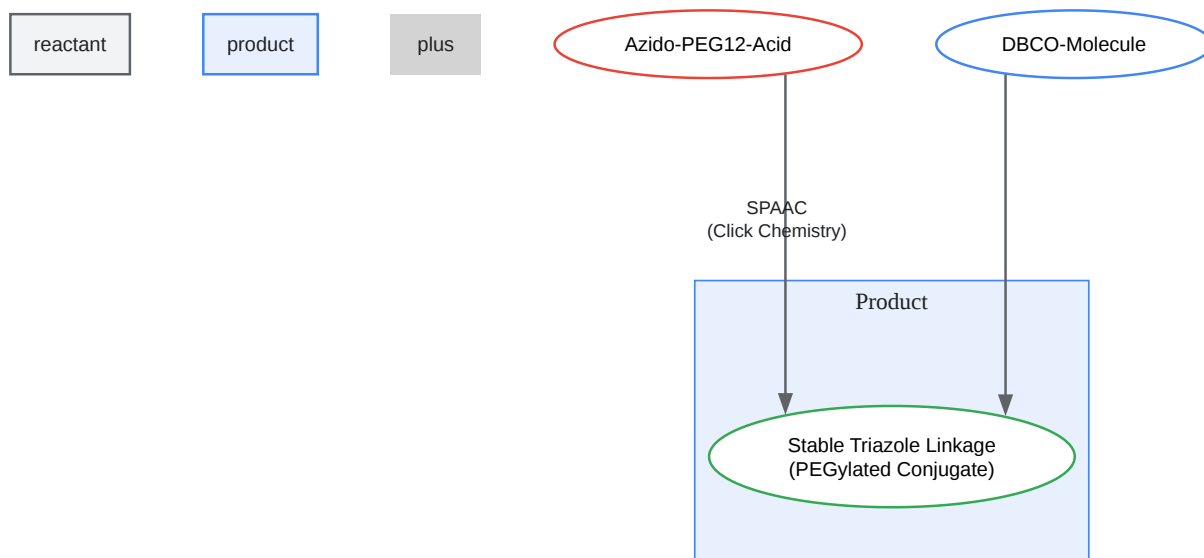 reactant
product
plus
Azido-PEG12-Acid
DBCO-Molecule
SPAAC
(Click Chemistry)
Product
Stable Triazole Linkage
(PEGylated Conjugate)